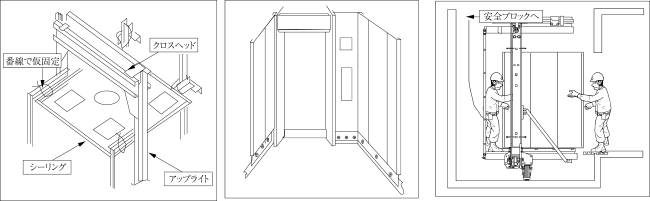 クロスヘッド
番線で仮固定
シーリング
アップライト
安全ブロックへ